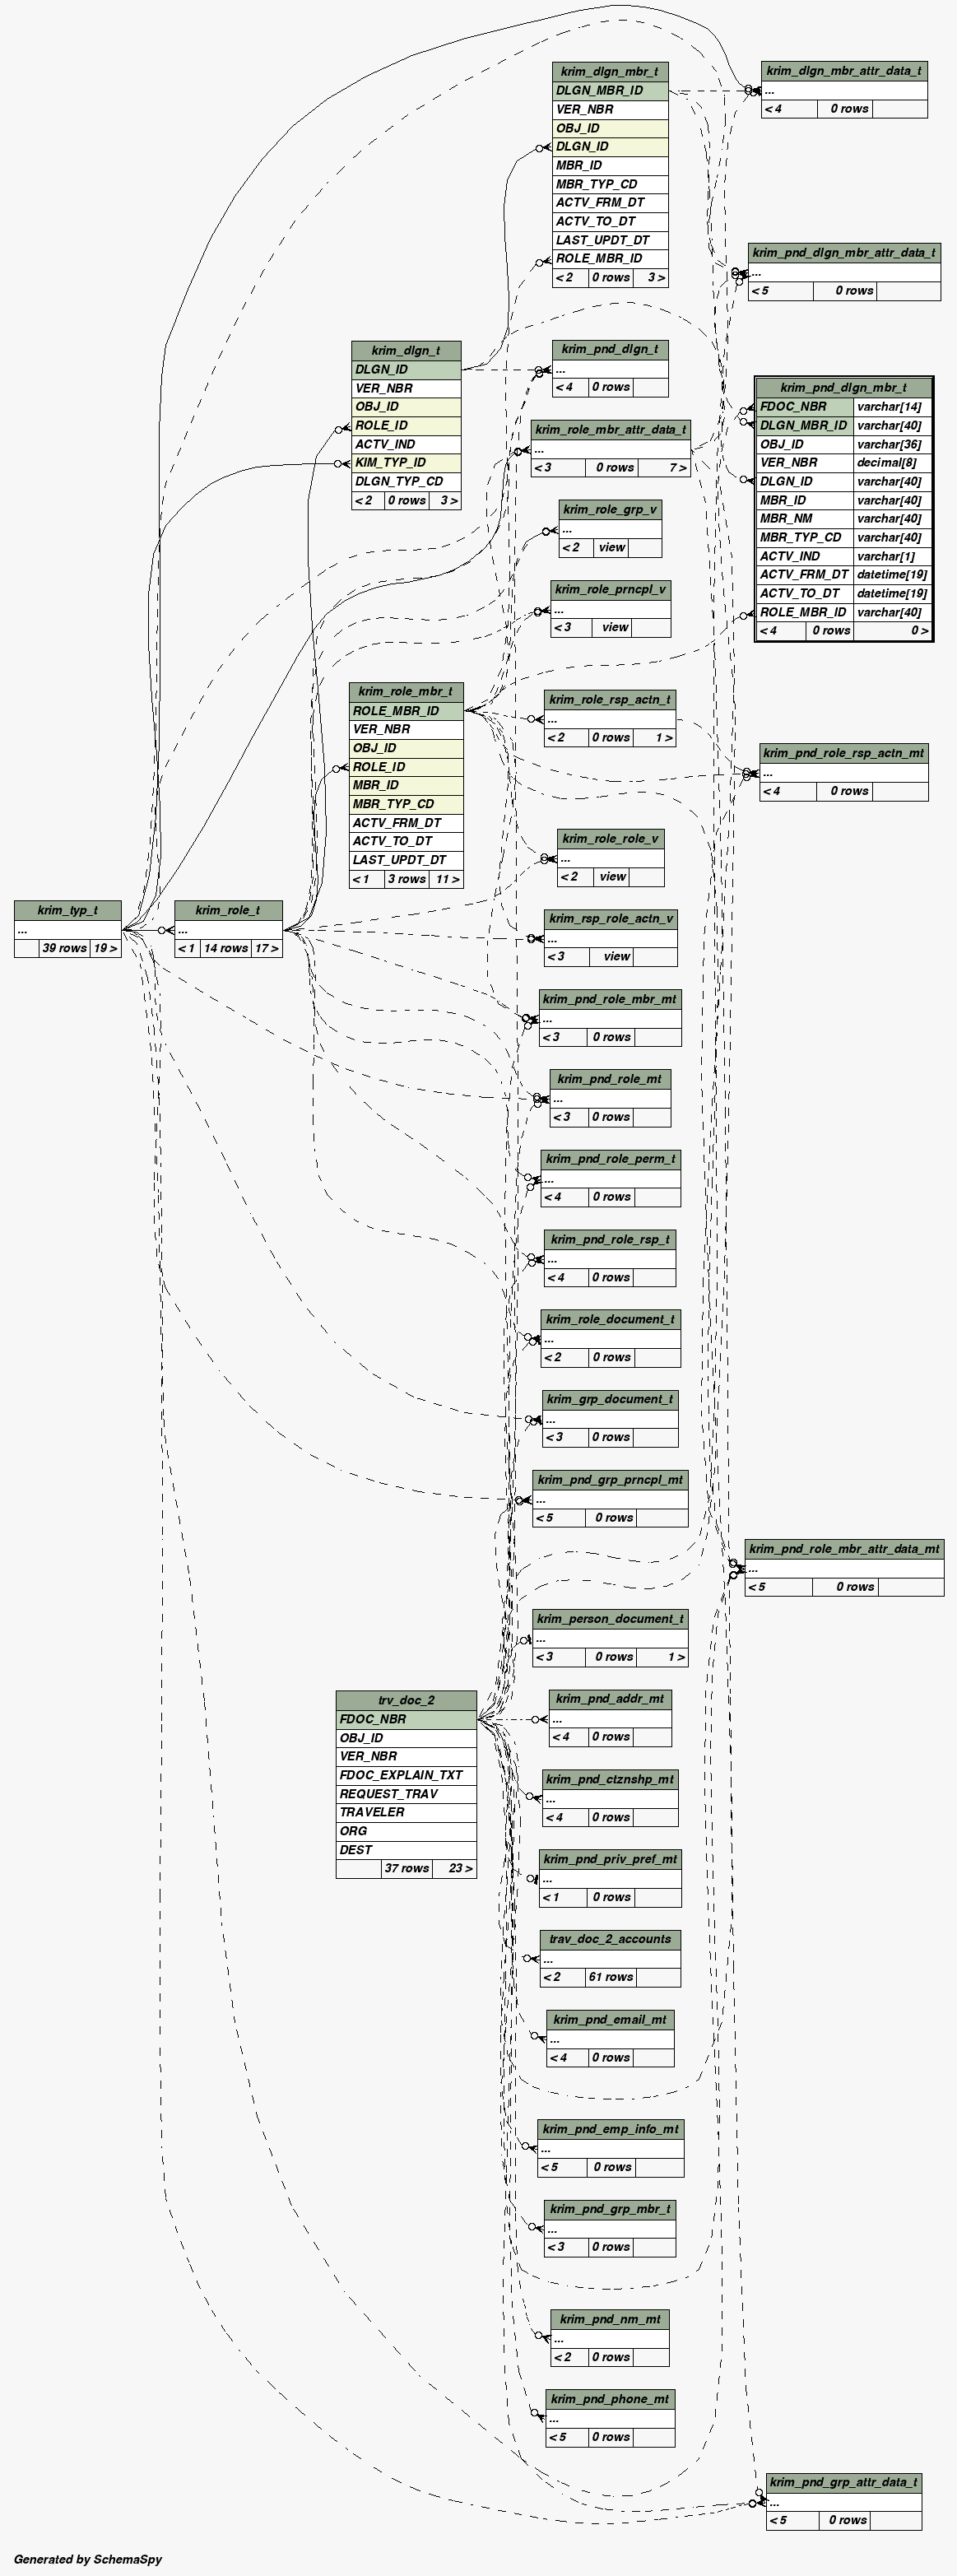 krim_dlgn_mbr_t
DLGN_MBR_ID
VER_NBR
OBJ_ID
DLGN_ID
MBR_ID
MBR_TYP_CD
ACTV_FRM_DT
ACTV_TO_DT
LAST_UPDT_DT
ROLE_MBR_ID
< 2 0 rows 3 >
krim_dlgn_mbr_attr_data_t
...
< 4 0 rows
krim_pnd_dlgn_mbr_attr_data_t
...
< 5 0 rows
krim_dlgn_t
DLGN_ID
VER_NBR
OBJ_ID
ROLE_ID
ACTV_IND
KIM_TYP_ID
DLGN_TYP_CD
< 2 0 rows 3 >
krim_pnd_dlgn_t
...
< 4 0 rows
krim_pnd_dlgn_mbr_t
FDOC_NBR varchar[14]
DLGN_MBR_ID varchar[40]
OBJ_ID varchar[36]
VER_NBR decimal[8]
DLGN_ID varchar[40]
MBR_ID varchar[40]
MBR_NM varchar[40]
MBR_TYP_CD varchar[40]
ACTV_IND varchar[1]
ACTV_FRM_DT datetime[19]
ACTV_TO_DT datetime[19]
ROLE_MBR_ID varchar[40]
< 4 0 rows 0 >
krim_role_mbr_attr_data_t
...
< 3 0 rows 7 >
krim_role_grp_v
...
< 2 view
krim_role_prncpl_v
...
< 3 view
krim_role_mbr_t
ROLE_MBR_ID
VER_NBR
OBJ_ID
ROLE_ID
MBR_ID
MBR_TYP_CD
ACTV_FRM_DT
ACTV_TO_DT
LAST_UPDT_DT
< 1 3 rows 11 >
krim_role_rsp_actn_t
...
< 2 0 rows 1 >
krim_pnd_role_rsp_actn_mt
...
< 4 0 rows
krim_role_role_v
...
< 2 view
krim_typ_t
...
39 rows 19 >
krim_role_t
...
< 1 14 rows 17 >
krim_rsp_role_actn_v
...
< 3 view
krim_pnd_role_mbr_mt
...
< 3 0 rows
krim_pnd_role_mt
...
< 3 0 rows
krim_pnd_role_perm_t
...
< 4 0 rows
krim_pnd_role_rsp_t
...
< 4 0 rows
krim_role_document_t
...
< 2 0 rows
krim_grp_document_t
...
< 3 0 rows
krim_pnd_grp_prncpl_mt
...
< 5 0 rows
krim_pnd_role_mbr_attr_data_mt
...
< 5 0 rows
krim_person_document_t
...
< 3 0 rows 1 >
trv_doc_2
FDOC_NBR
OBJ_ID
VER_NBR
FDOC_EXPLAIN_TXT
REQUEST_TRAV
TRAVELER
ORG
DEST
37 rows 23 >
krim_pnd_addr_mt
...
< 4 0 rows
krim_pnd_ctznshp_mt
...
< 4 0 rows
krim_pnd_priv_pref_mt
...
< 1 0 rows
trav_doc_2_accounts
...
< 2 61 rows
krim_pnd_email_mt
...
< 4 0 rows
krim_pnd_emp_info_mt
...
< 5 0 rows
krim_pnd_grp_mbr_t
...
< 3 0 rows
krim_pnd_nm_mt
...
< 2 0 rows
krim_pnd_phone_mt
...
< 5 0 rows
krim_pnd_grp_attr_data_t
...
< 5 0 rows
Generated by SchemaSpy